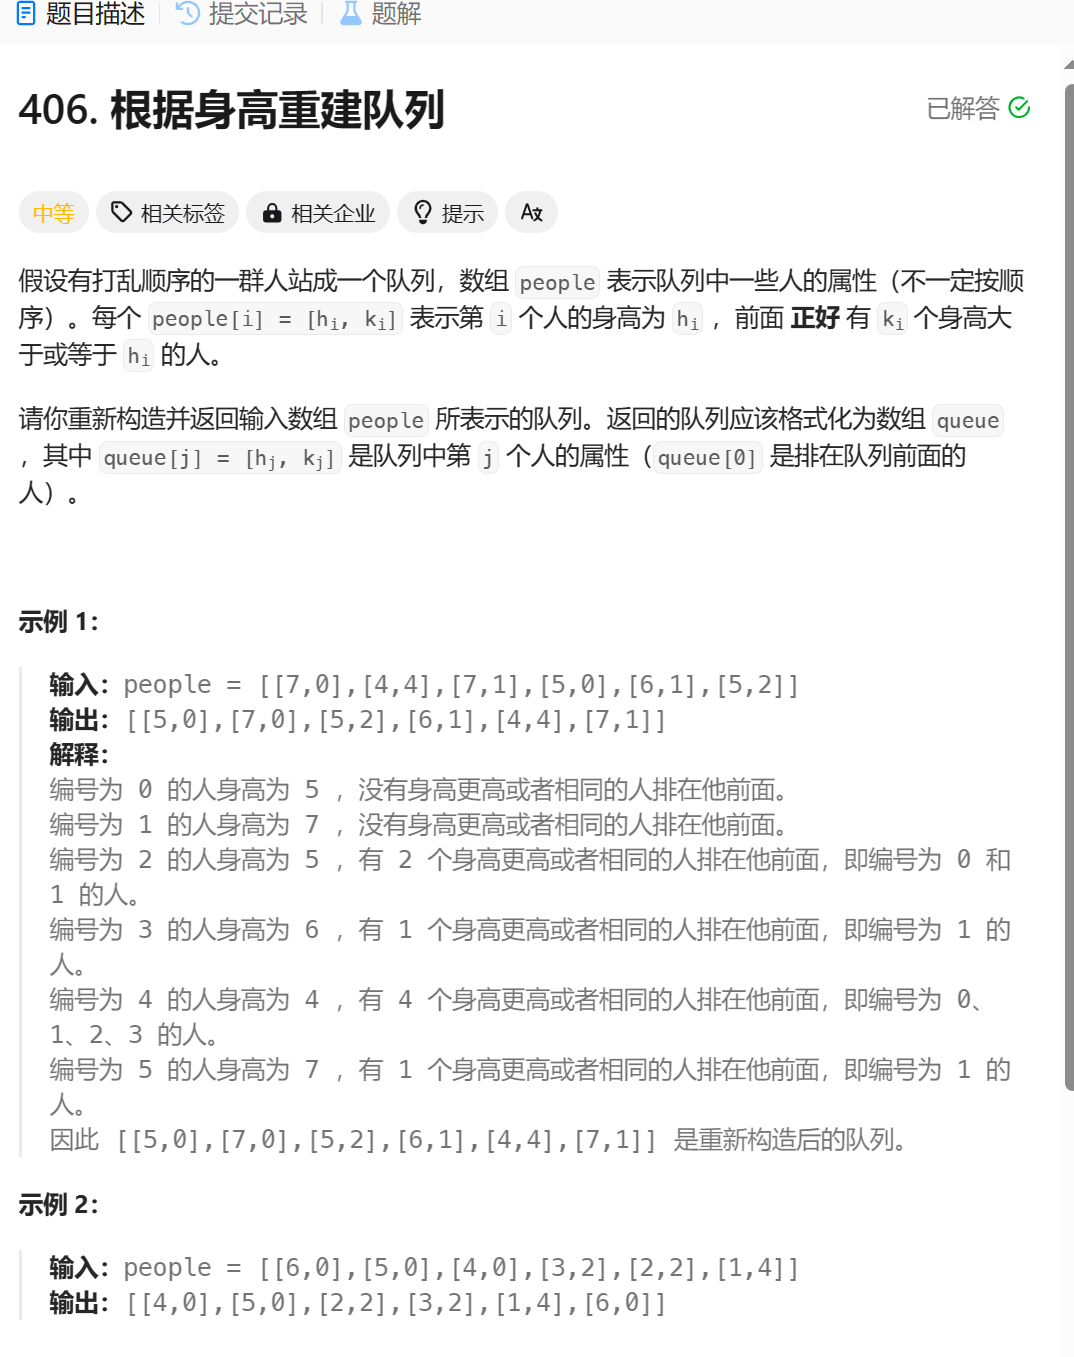 题目描述 提交记录 题解
406. 根据身高重建队列 已解答
中等 相关标签 相关企业 提示
假设有打乱顺序的一群人站成一个队列，数组 people 表示队列中一些人的属性（不一定按顺
序）。每个 people[i] = [hi, ki] 表示第 i 个人的身高为 hi ，前面 正好 有 ki 个身高大
于或等于 hi 的人。
请你重新构造并返回输入数组 people 所表示的队列。返回的队列应该格式化为数组 queue
，其中 queue[j] = [hj, kj] 是队列中第 j 个人的属性（queue[0] 是排在队列前面的
人）。
示例 1：
输入：people = [[7,0],[4,4],[7,1],[5,0],[6,1],[5,2]]
输出：[[5,0],[7,0],[5,2],[6,1],[4,4],[7,1]]
解释：
编号为 0 的人身高为 5 ，没有身高更高或者相同的人排在他前面。
编号为 1 的人身高为 7 ，没有身高更高或者相同的人排在他前面。
编号为 2 的人身高为 5 ，有 2 个身高更高或者相同的人排在他前面，即编号为 0 和
1 的人。
编号为 3 的人身高为 6 ，有 1 个身高更高或者相同的人排在他前面，即编号为 1 的
人。
编号为 4 的人身高为 4 ，有 4 个身高更高或者相同的人排在他前面，即编号为 0、
1、2、3 的人。
编号为 5 的人身高为 7 ，有 1 个身高更高或者相同的人排在他前面，即编号为 1 的
人。
因此 [[5,0],[7,0],[5,2],[6,1],[4,4],[7,1]] 是重新构造后的队列。
示例 2：
输入：people = [[6,0],[5,0],[4,0],[3,2],[2,2],[1,4]]
输出：[[4,0],[5,0],[2,2],[3,2],[1,4],[6,0]]